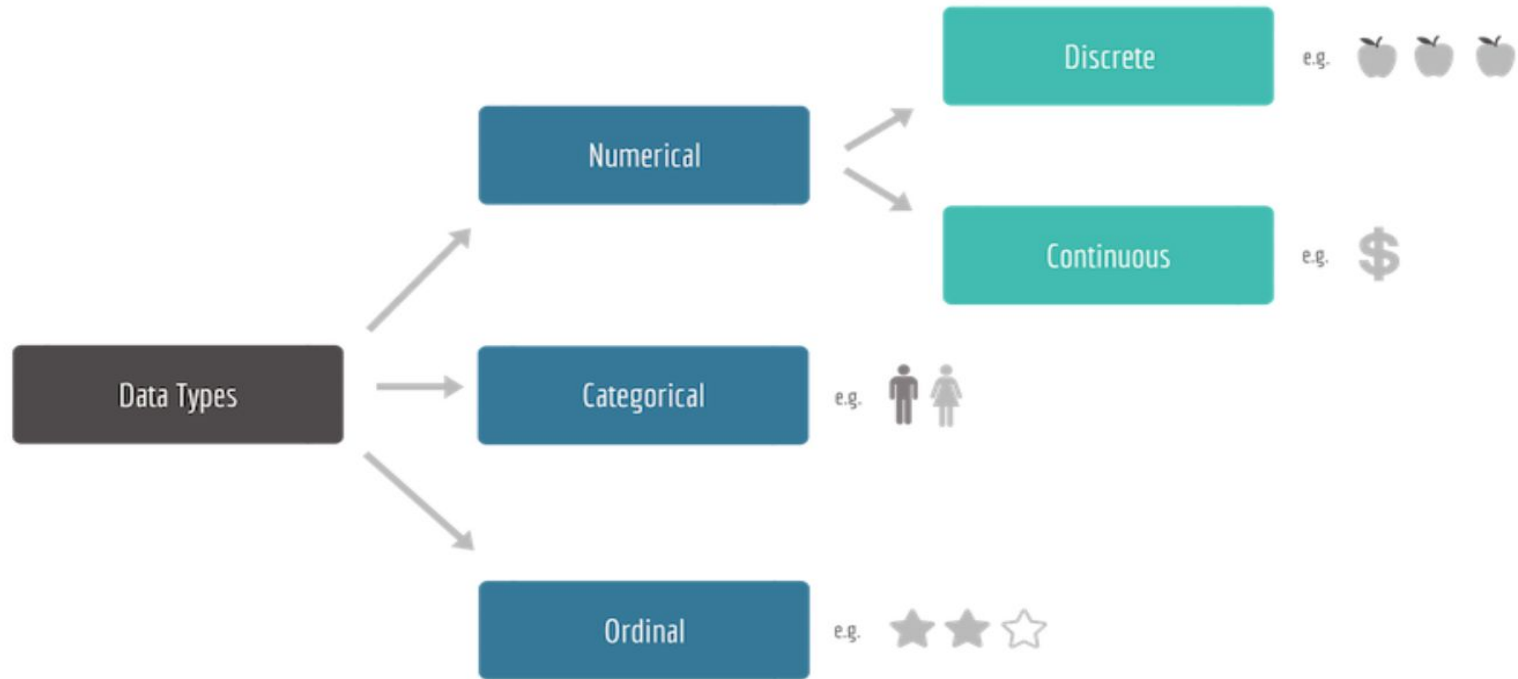 Discrete
e.g.
Numerical
Continuous
e.g. $
Data Types
Categorical
e.g.
Ordinal
e.g.